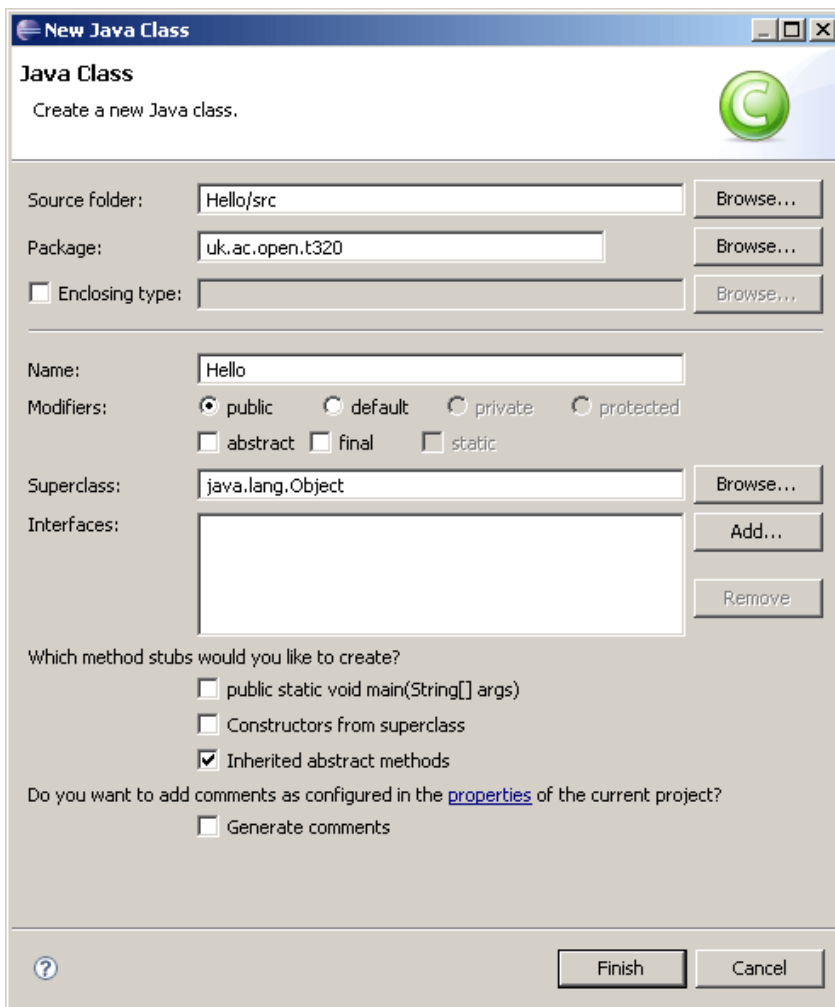 New Java Class
Java Class
Create a new Java class.
C
Source folder: Hello/src Browse...
Package: uk.ac.open.t320 Browse...
Enclosing type: Browse...
Name: Hello
Modifiers: public default private protected
abstract final static
Superclass: java.lang.Object Browse...
Interfaces: Add...
Remove
Which method stubs would you like to create?
public static void main(String[] args)
Constructors from superclass
Inherited abstract methods
Do you want to add comments as configured in the properties of the current project?
Generate comments
? Finish Cancel